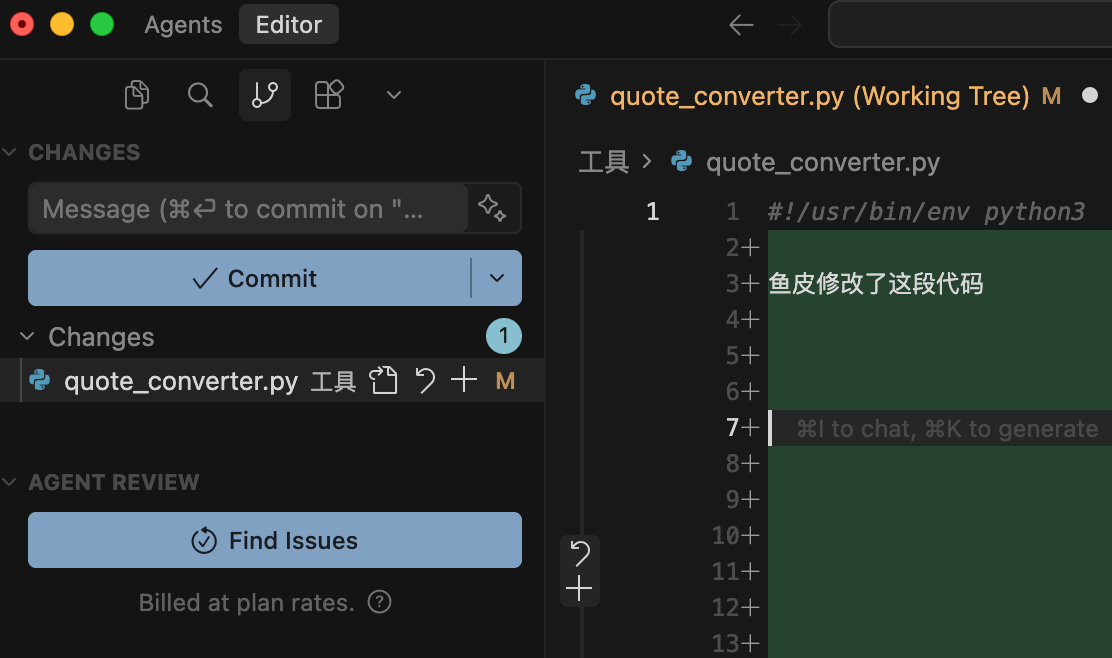 Agents Editor
CHANGES
Message (⌘⏎ to commit on "...
Commit
Changes 1
quote_converter.py 工具 M
AGENT REVIEW
Find Issues
Billed at plan rates. ?
quote_converter.py (Working Tree) M
工具 > quote_converter.py
1 1 #!/usr/bin/env python3
2+
3+ 鱼皮修改了这段代码
4+
5+
6+
7+ ⌘I to chat, ⌘K to generate
8+
9+
10+
11+
12+
13+